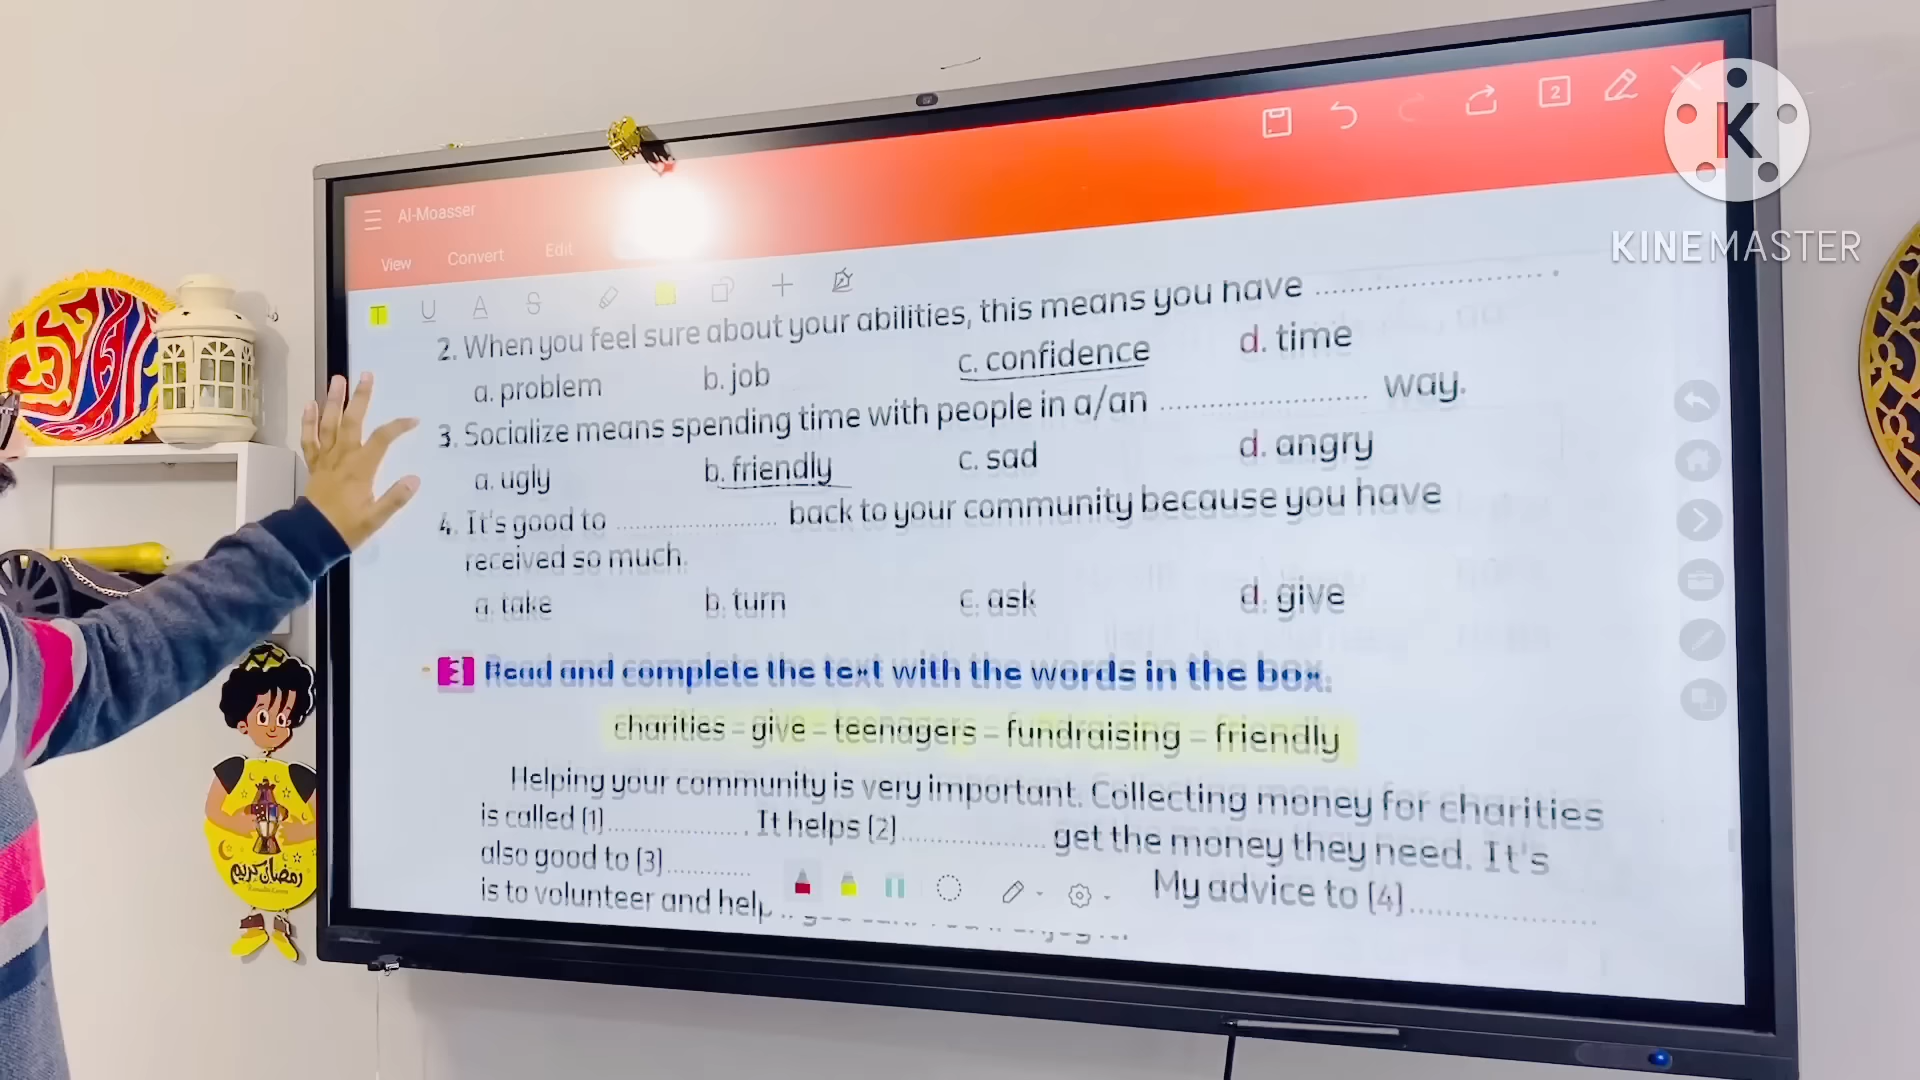 Al-Moasser
View Convert Edit
KINEMASTER
2. When you feel sure about your abilities, this means you have .......................... .
a. problem b. job c. confidence d. time
3. Socialize means spending time with people in a/an .......................... way.
a. ugly b. friendly c. sad d. angry
4. It's good to .......................... back to your community because you have
received so much.
a. take b. turn c. ask d. give
3 Read and complete the text with the words in the box.
charities – give – teenagers – fundraising – friendly
Helping your community is very important. Collecting money for charities
is called (1).................... . It helps (2).................... get the money they need. It's
also good to (3)............ My advice to (4)..........................
is to volunteer and help
رمضان كريم